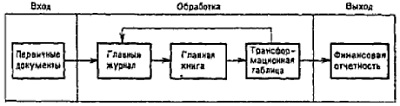 Вход Обработка Выход
Первичные документы
Главный журнал
Главная книга
Трансфор-
мационная
таблица
Финансовая
отчетность